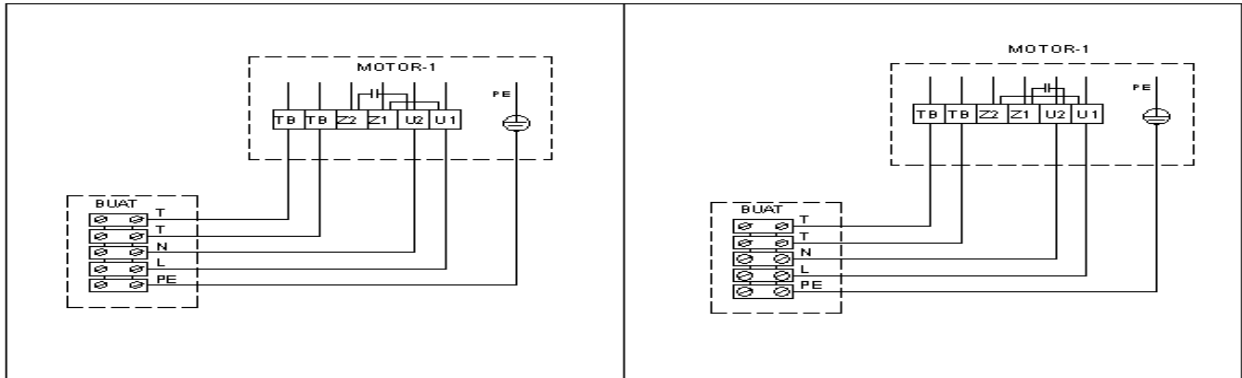 MOTOR-1
PE
TB TB Z2 Z1 U2 U1
BUAT
T
T
N
L
PE
MOTOR-1
PE
TB TB Z2 Z1 U2 U1
BUAT
T
T
N
L
PE